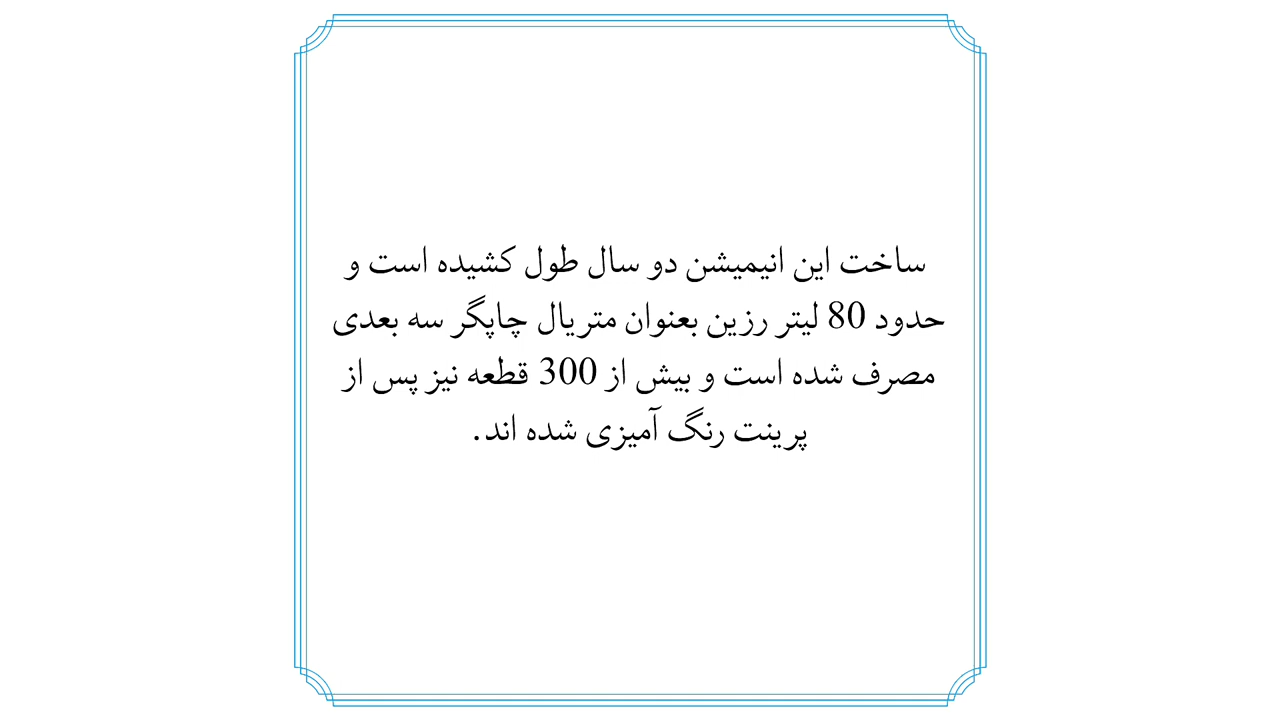 ساخت این انیمیشن دو سال طول کشیده است و
حدود 80 لیتر رزین بعنوان متریال چاپگر سه بعدی
مصرف شده است و بیش از 300 قطعه نیز پس از
پرینت رنگ آمیزی شده اند.